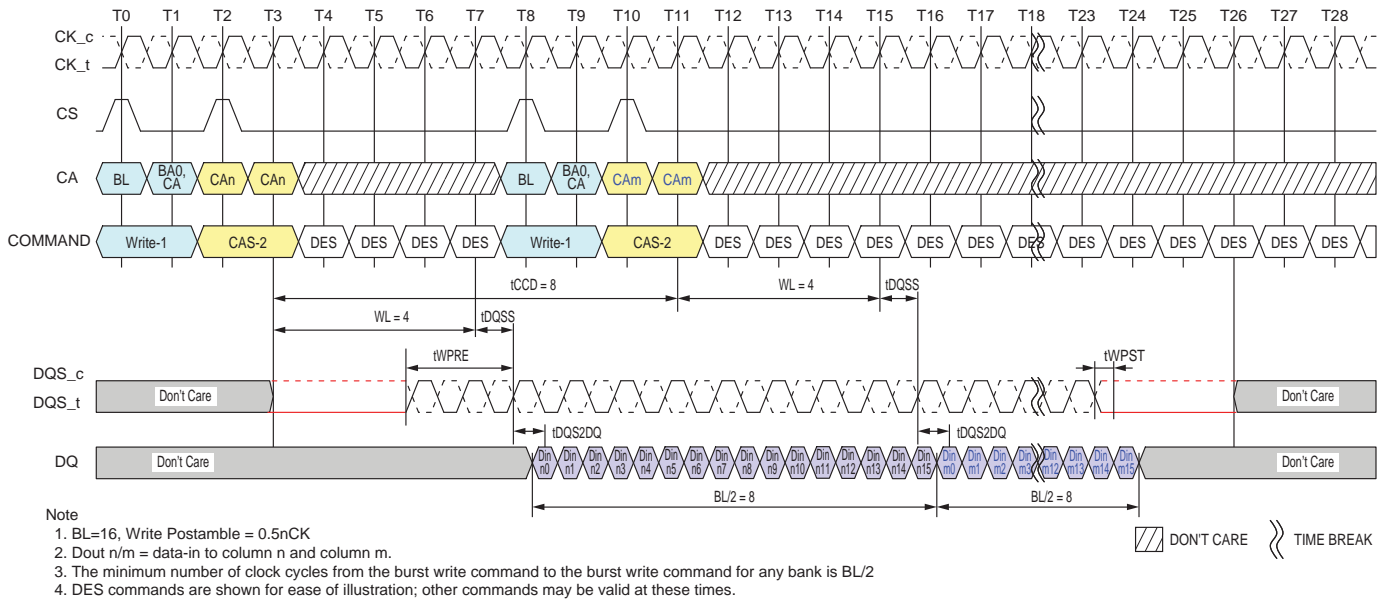 T0 T1 T2 T3 T4 T5 T6 T7 T8 T9 T10 T11 T12 T13 T14 T15 T16 T17 T18 T23 T24 T25 T26 T27 T28
CK_c
CK_t
CS
CA BL BA0, CA CAn CAn BL BA0, CA CAm CAm
COMMAND Write-1 CAS-2 DES DES DES DES Write-1 CAS-2 DES DES DES DES DES DES DES DES DES DES DES DES DES
tCCD = 8 WL = 4 tDQSS
WL = 4 tDQSS
tWPRE tWPST
DQS_c
DQS_t Don't Care Don't Care
tDQS2DQ tDQS2DQ
DQ Don't Care Din n0 Din n1 Din n2 Din n3 Din n4 Din n5 Din n6 Din n7 Din n8 Din n9 Din n10 Din n11 Din n12 Din n13 Din n14 Din n15 Din m0 Din m1 Din m2 Din m3 Din m12 Din m13 Din m14 Din m15 Don't Care
BL/2 = 8 BL/2 = 8
Note
1. BL=16, Write Postamble = 0.5nCK
2. Dout n/m = data-in to column n and column m.
3. The minimum number of clock cycles from the burst write command to the burst write command for any bank is BL/2
4. DES commands are shown for ease of illustration; other commands may be valid at these times.
DON'T CARE TIME BREAK